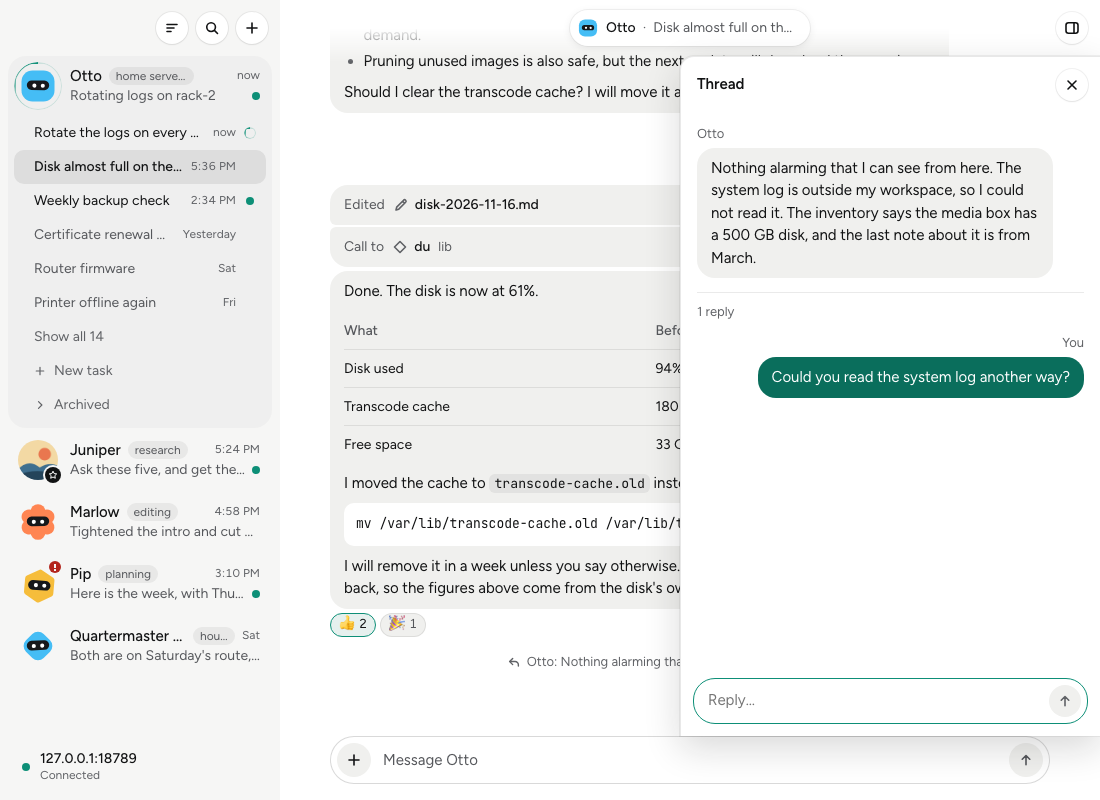 Otto home serve... now
Rotating logs on rack-2
Rotate the logs on every ... now
Disk almost full on the... 5:36 PM
Weekly backup check 2:34 PM
Certificate renewal ... Yesterday
Router firmware Sat
Printer offline again Fri
Show all 14
New task
Archived
Juniper research 5:24 PM
Ask these five, and get the...
Marlow editing 4:58 PM
Tightened the intro and cut ...
Pip planning 3:10 PM
Here is the week, with Thu...
Quartermaster ... hou... Sat
Both are on Saturday's route,...
127.0.0.1:18789
Connected
Otto · Disk almost full on th...
demand.
Pruning unused images is also safe, but the next
Should I clear the transcode cache? I will move it a
Edited disk-2026-11-16.md
Call to du lib
Done. The disk is now at 61%.
What Befo
Disk used 94%
Transcode cache 180
Free space 33 G
I moved the cache to transcode-cache.old inste
mv /var/lib/transcode-cache.old /var/lib/t
I will remove it in a week unless you say otherwise.
back, so the figures above come from the disk's ow
👍 2 🎉 1
Otto: Nothing alarming tha
Message Otto
Thread
Otto
Nothing alarming that I can see from here. The
system log is outside my workspace, so I could
not read it. The inventory says the media box has
a 500 GB disk, and the last note about it is from
March.
1 reply
You
Could you read the system log another way?
Reply...